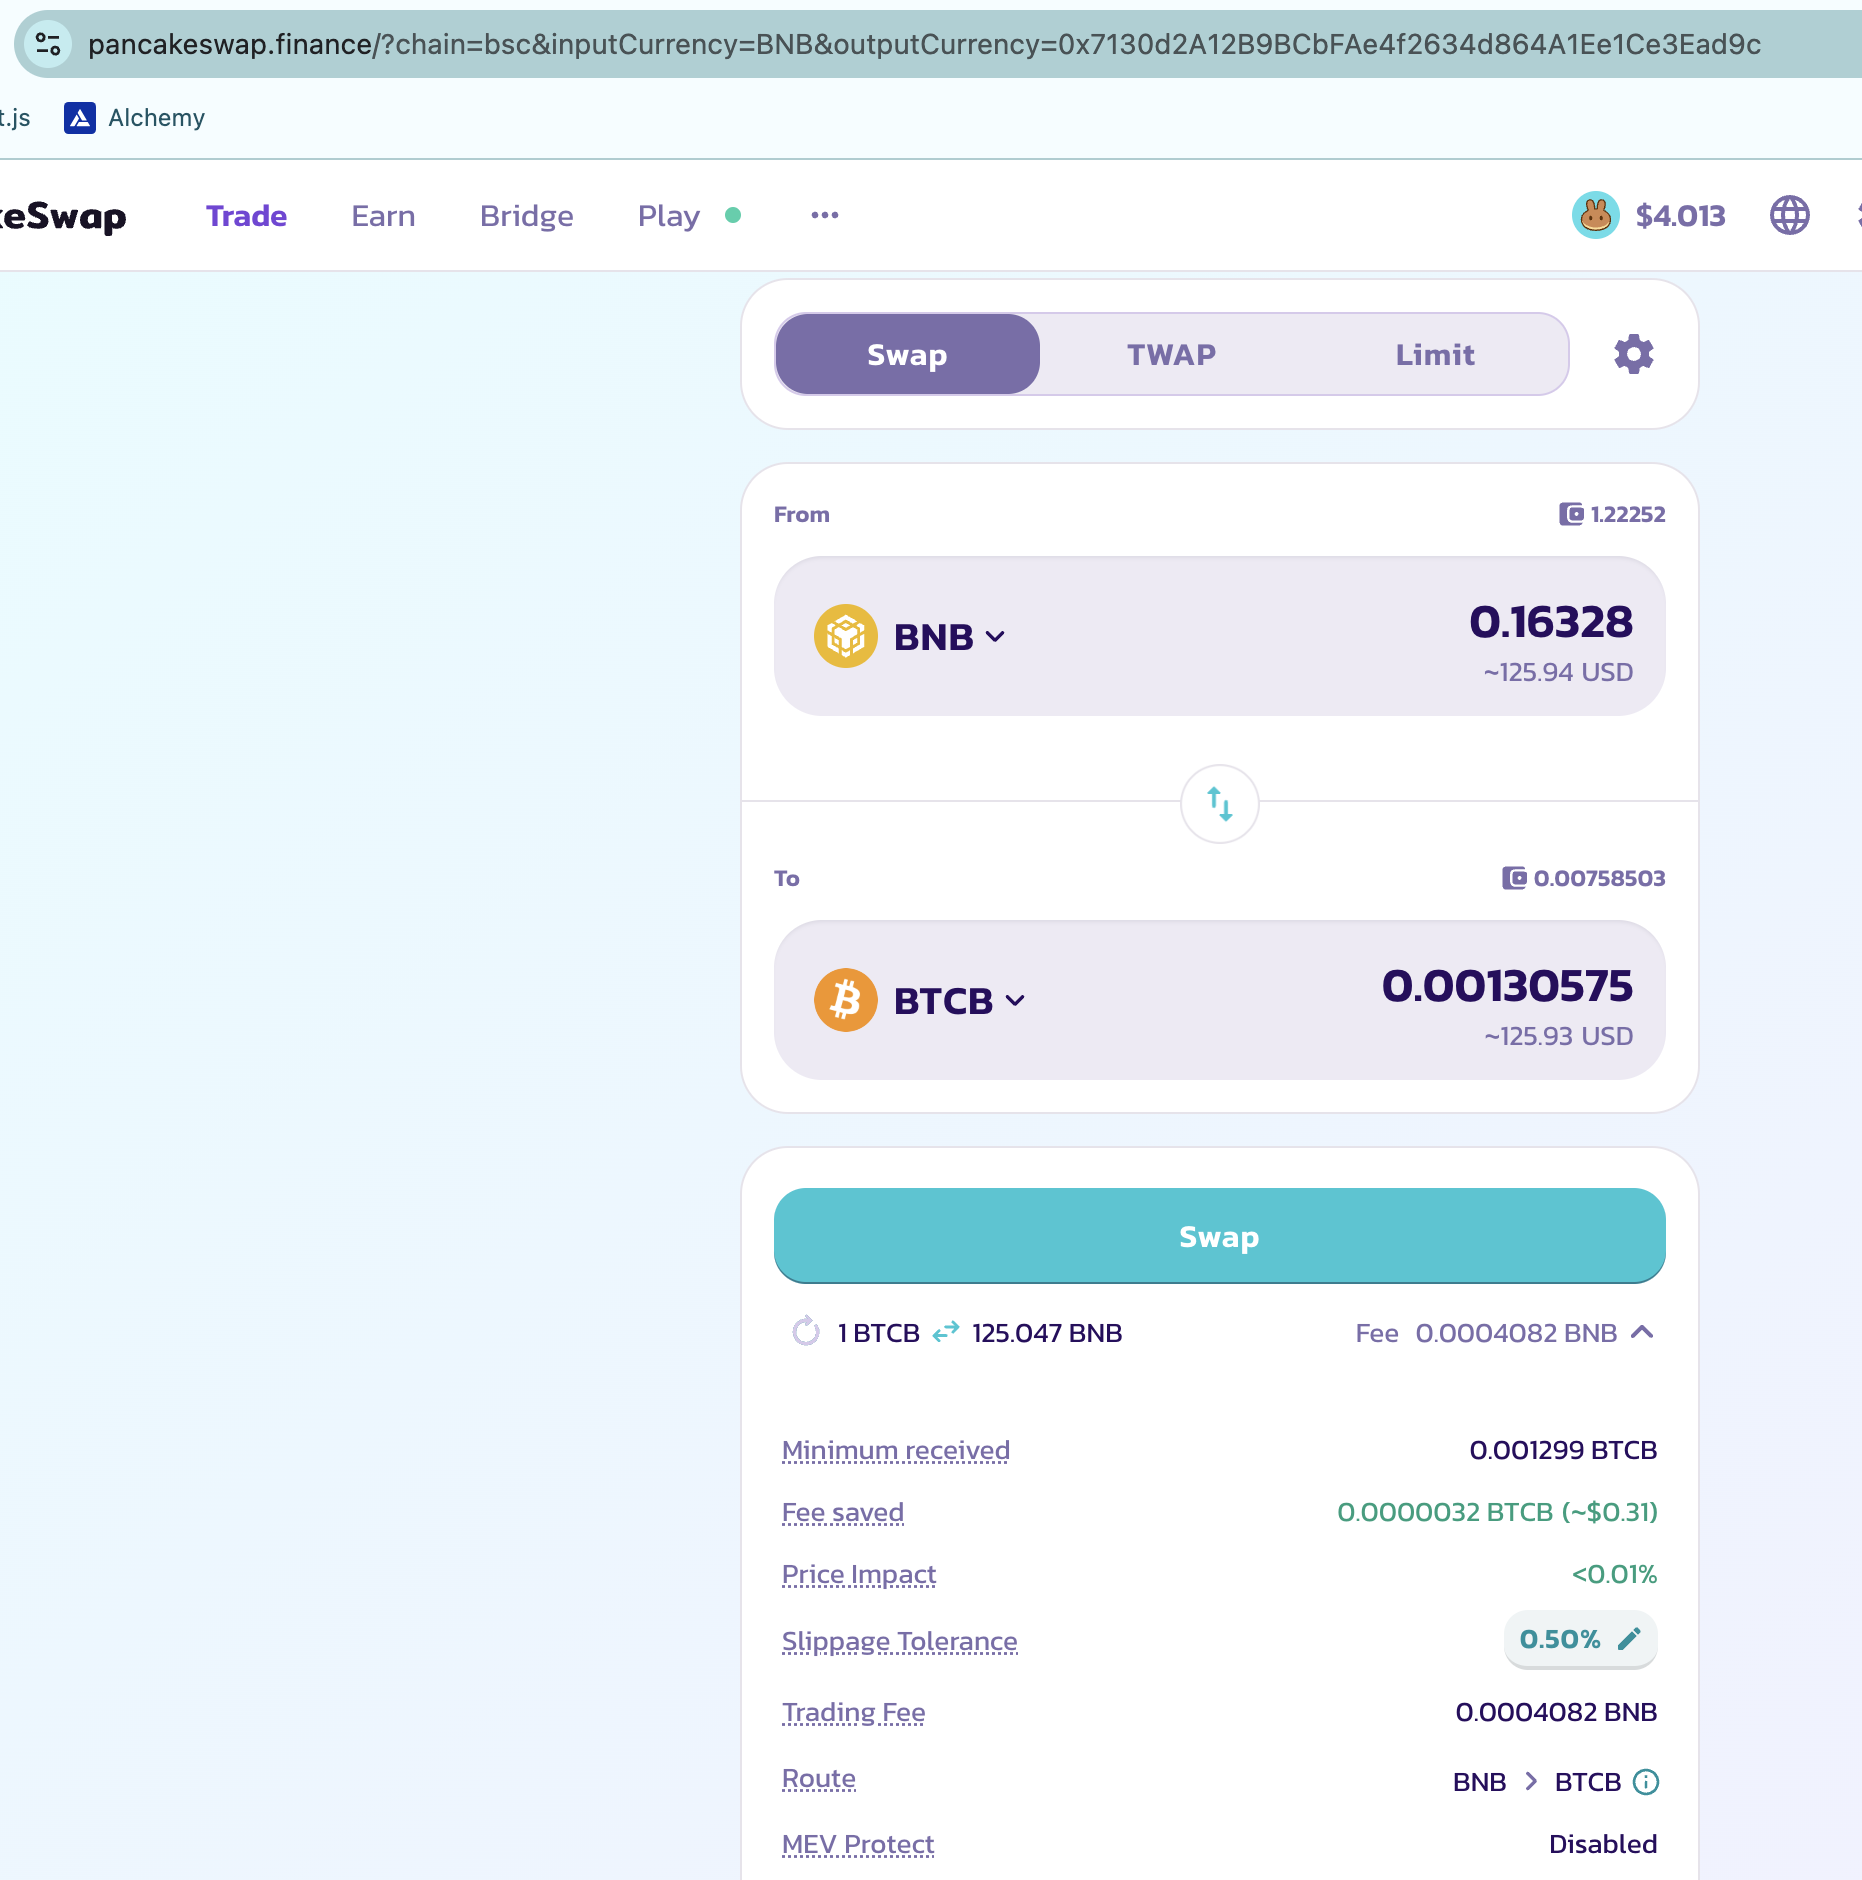 pancakeswap.finance/?chain=bsc&inputCurrency=BNB&outputCurrency=0x7130d2A12B9BCbFAe4f2634d864A1Ee1Ce3Ead9c
t.js Alchemy
keSwap Trade Earn Bridge Play ••• $4.013
Swap TWAP Limit
From 1.22252
BNB 0.16328
~125.94 USD
To 0.00758503
BTCB 0.00130575
~125.93 USD
Swap
1 BTCB 125.047 BNB Fee 0.0004082 BNB
Minimum received 0.001299 BTCB
Fee saved 0.0000032 BTCB (~$0.31)
Price Impact <0.01%
Slippage Tolerance 0.50%
Trading Fee 0.0004082 BNB
Route BNB > BTCB
MEV Protect Disabled